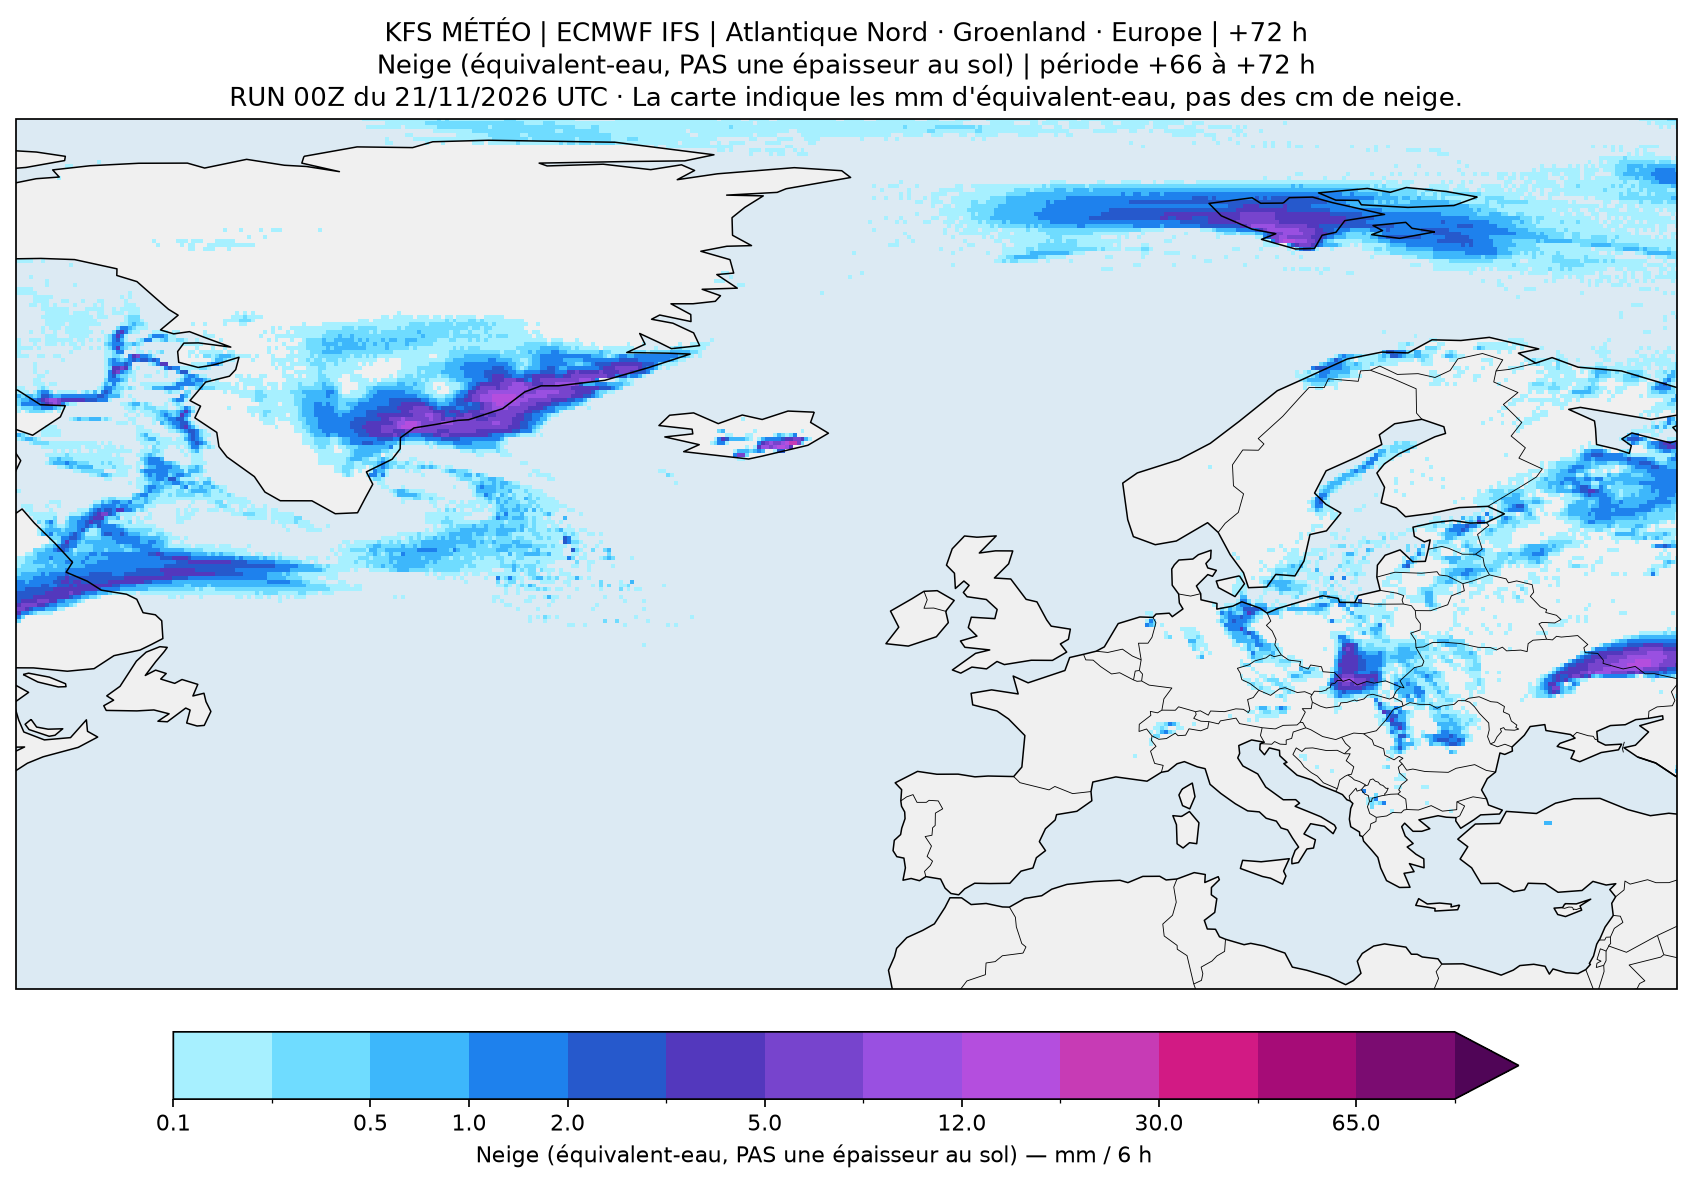 KFS MÉTÉO | ECMWF IFS | Atlantique Nord · Groenland · Europe | +72 h
Neige (équivalent-eau, PAS une épaisseur au sol) | période +66 à +72 h
RUN 00Z du 21/11/2026 UTC · La carte indique les mm d'équivalent-eau, pas des cm de neige.
0.1 0.5 1.0 2.0 5.0 12.0 30.0 65.0
Neige (équivalent-eau, PAS une épaisseur au sol) — mm / 6 h